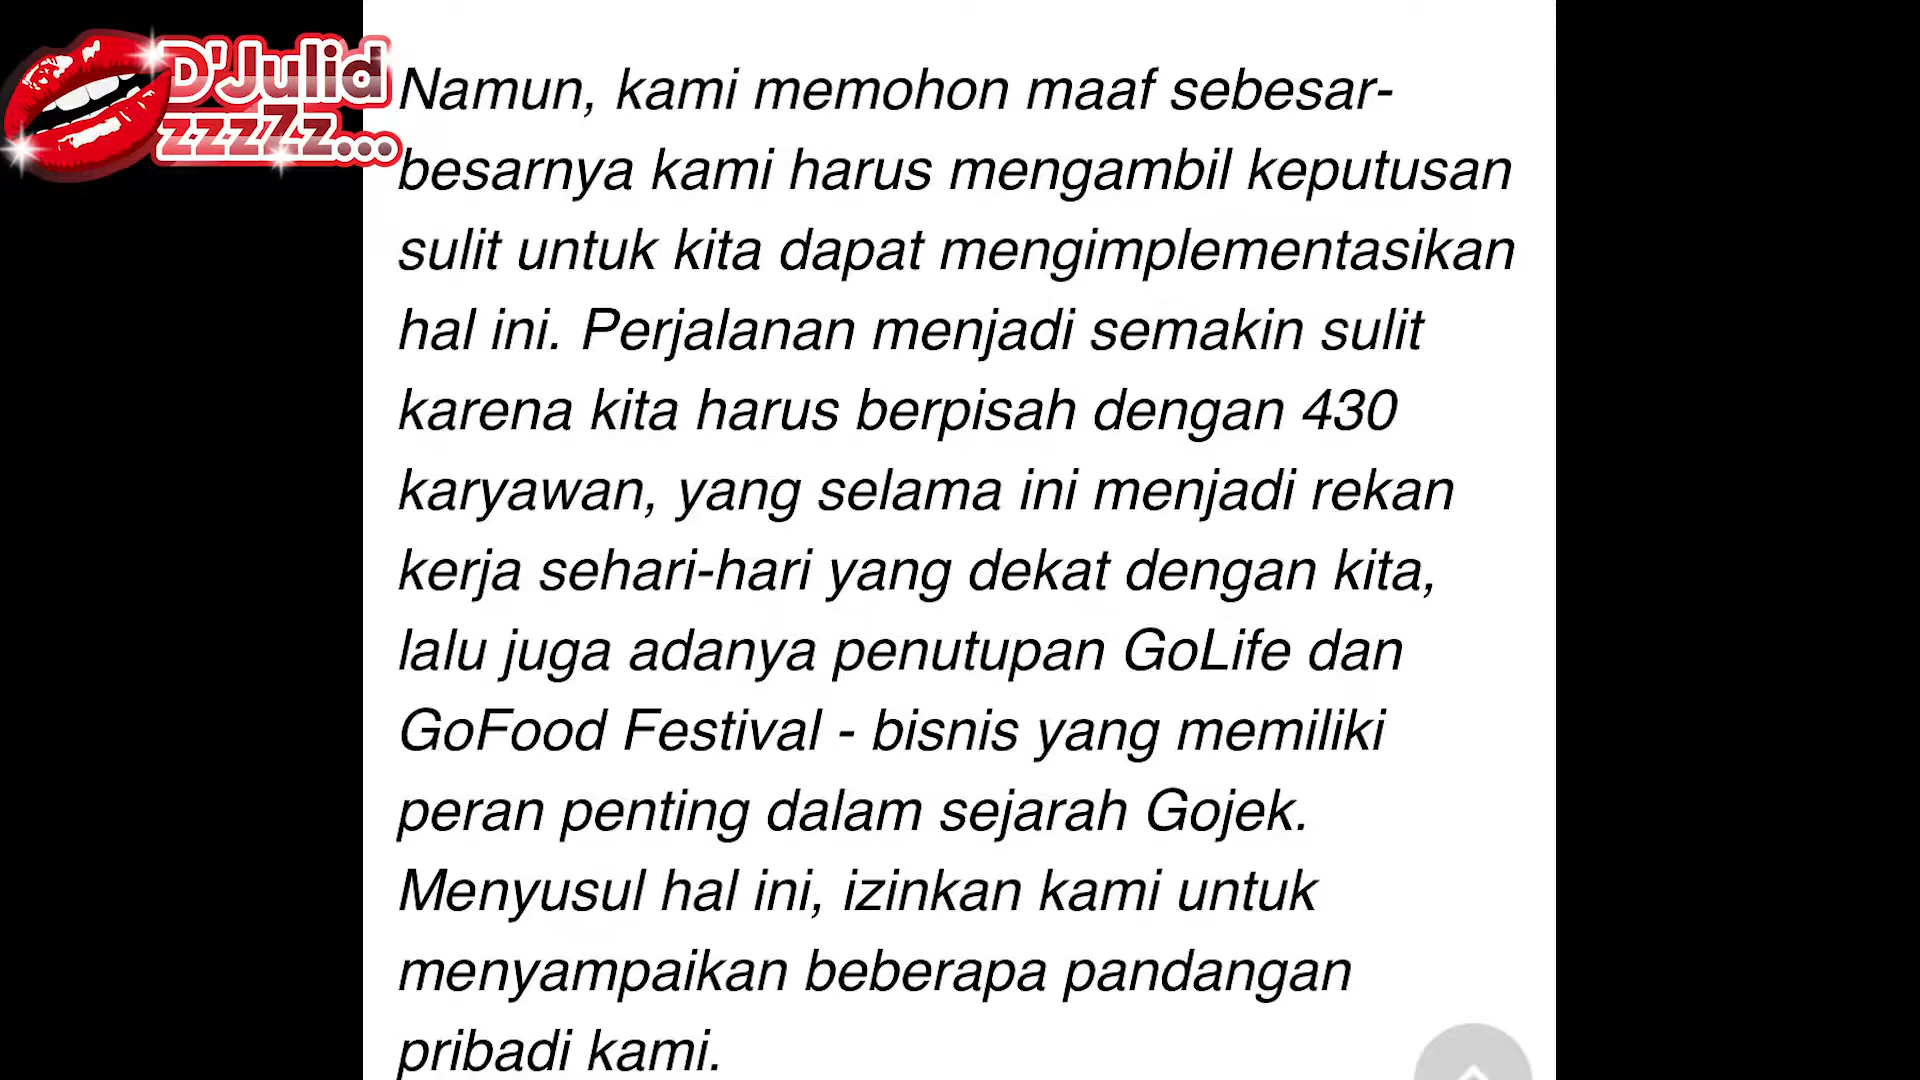 D'Julid
zzzzZz...
Namun, kami memohon maaf sebesar-
besarnya kami harus mengambil keputusan
sulit untuk kita dapat mengimplementasikan
hal ini. Perjalanan menjadi semakin sulit
karena kita harus berpisah dengan 430
karyawan, yang selama ini menjadi rekan
kerja sehari-hari yang dekat dengan kita,
lalu juga adanya penutupan GoLife dan
GoFood Festival - bisnis yang memiliki
peran penting dalam sejarah Gojek.
Menyusul hal ini, izinkan kami untuk
menyampaikan beberapa pandangan
pribadi kami.